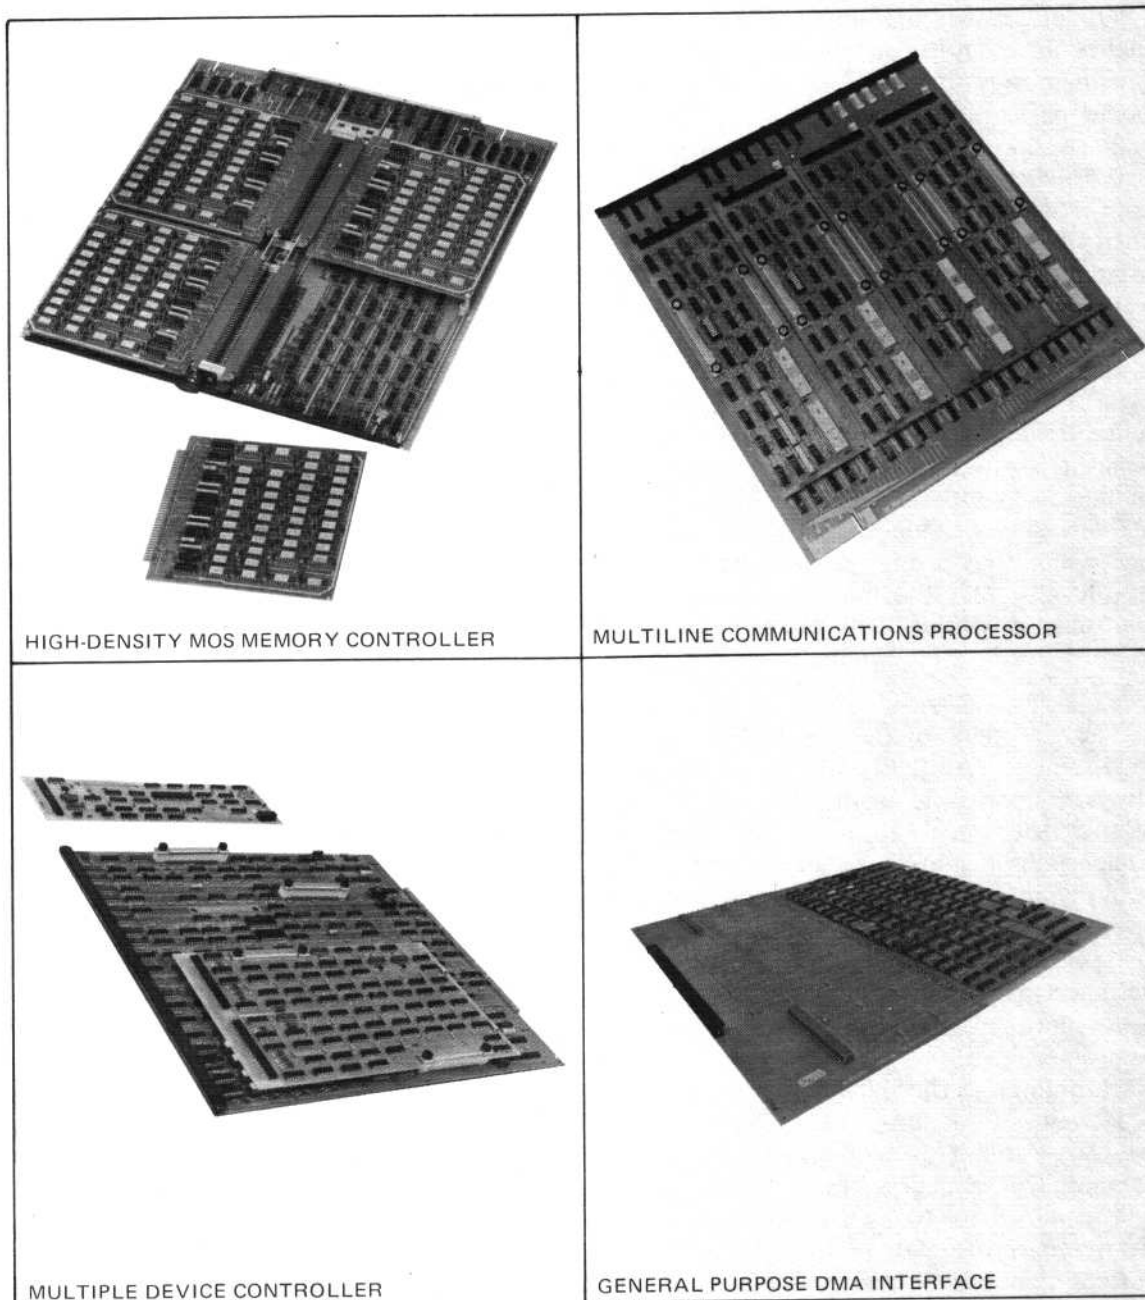 HIGH-DENSITY MOS MEMORY CONTROLLER
MULTILINE COMMUNICATIONS PROCESSOR
MULTIPLE DEVICE CONTROLLER
GENERAL PURPOSE DMA INTERFACE